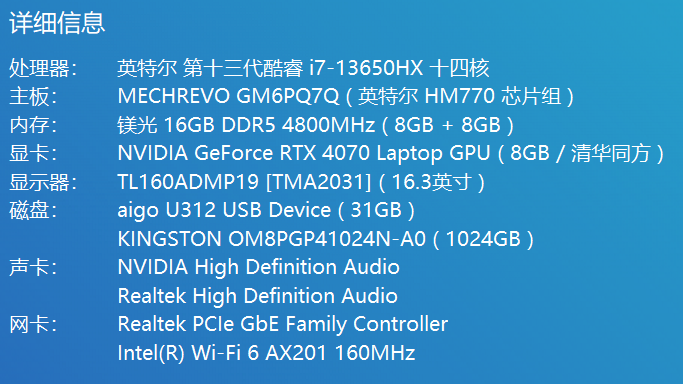 详细信息
处理器： 英特尔 第十三代酷睿 i7-13650HX 十四核
主板： MECHREVO GM6PQ7Q ( 英特尔 HM770 芯片组 )
内存： 镁光 16GB DDR5 4800MHz ( 8GB + 8GB )
显卡： NVIDIA GeForce RTX 4070 Laptop GPU ( 8GB / 清华同方 )
显示器： TL160ADMP19 [TMA2031] ( 16.3英寸 )
磁盘： aigo U312 USB Device ( 31GB )
KINGSTON OM8PGP41024N-A0 ( 1024GB )
声卡： NVIDIA High Definition Audio
Realtek High Definition Audio
网卡： Realtek PCIe GbE Family Controller
Intel(R) Wi-Fi 6 AX201 160MHz